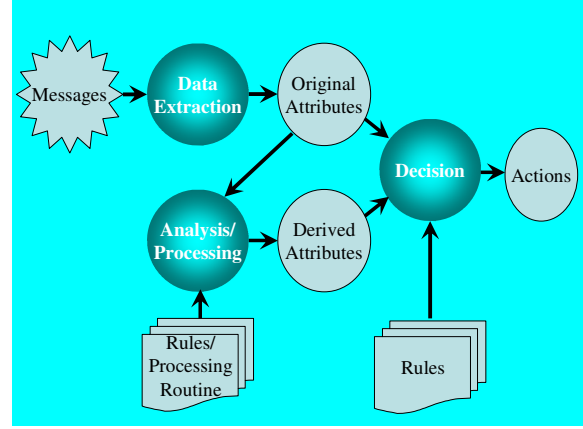 Messages
Data
Extraction
Original
Attributes
Decision
Actions
Analysis/
Processing
Derived
Attributes
Rules/
Processing
Routine
Rules